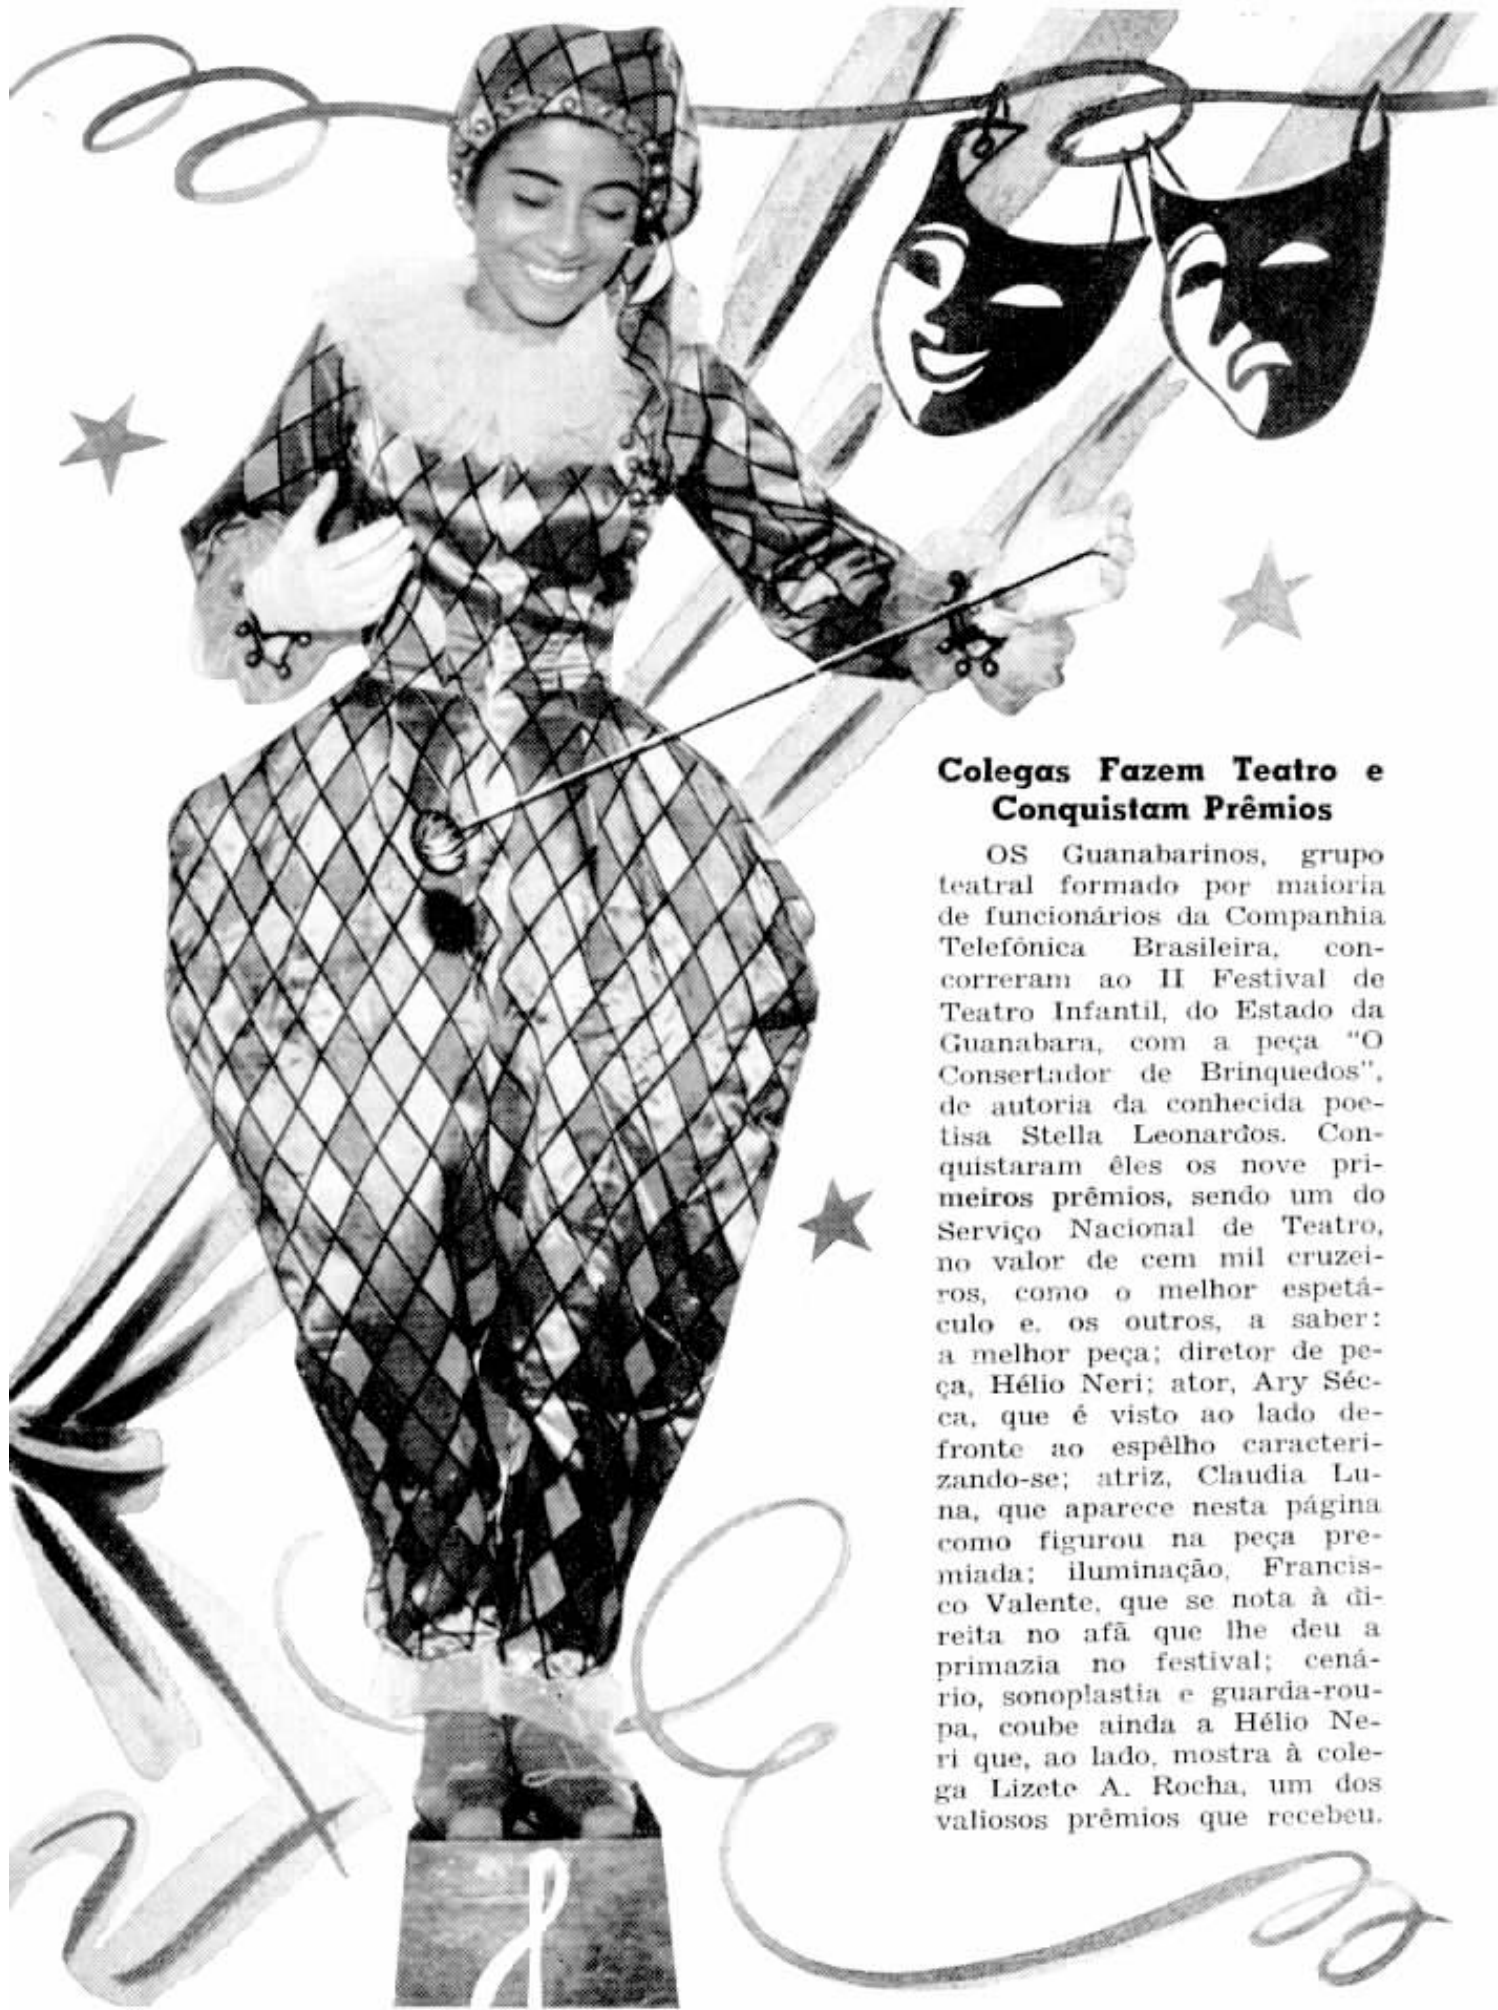 Colegas Fazem Teatro e
Conquistam Prêmios
OS Guanabarinos, grupo
teatral formado por maioria
de funcionários da Companhia
Telefônica Brasileira, con-
correram ao II Festival de
Teatro Infantil, do Estado da
Guanabara, com a peça "O
Consertador de Brinquedos",
de autoria da conhecida poe-
tisa Stella Leonardos. Con-
quistaram êles os nove pri-
meiros prêmios, sendo um do
Serviço Nacional de Teatro,
no valor de cem mil cruzei-
ros, como o melhor espetá-
culo e, os outros, a saber:
a melhor peça; diretor de pe-
ça, Hélio Neri; ator, Ary Séc-
ca, que é visto ao lado de-
fronte ao espêlho caracteri-
zando-se; atriz, Claudia Lu-
na, que aparece nesta página
como figurou na peça pre-
miada; iluminação, Francis-
co Valente, que se nota à di-
reita no afã que lhe deu a
primazia no festival; cená-
rio, sonoplastia e guarda-rou-
pa, coube ainda a Hélio Ne-
ri que, ao lado, mostra à cole-
ga Lizete A. Rocha, um dos
valiosos prêmios que recebeu.